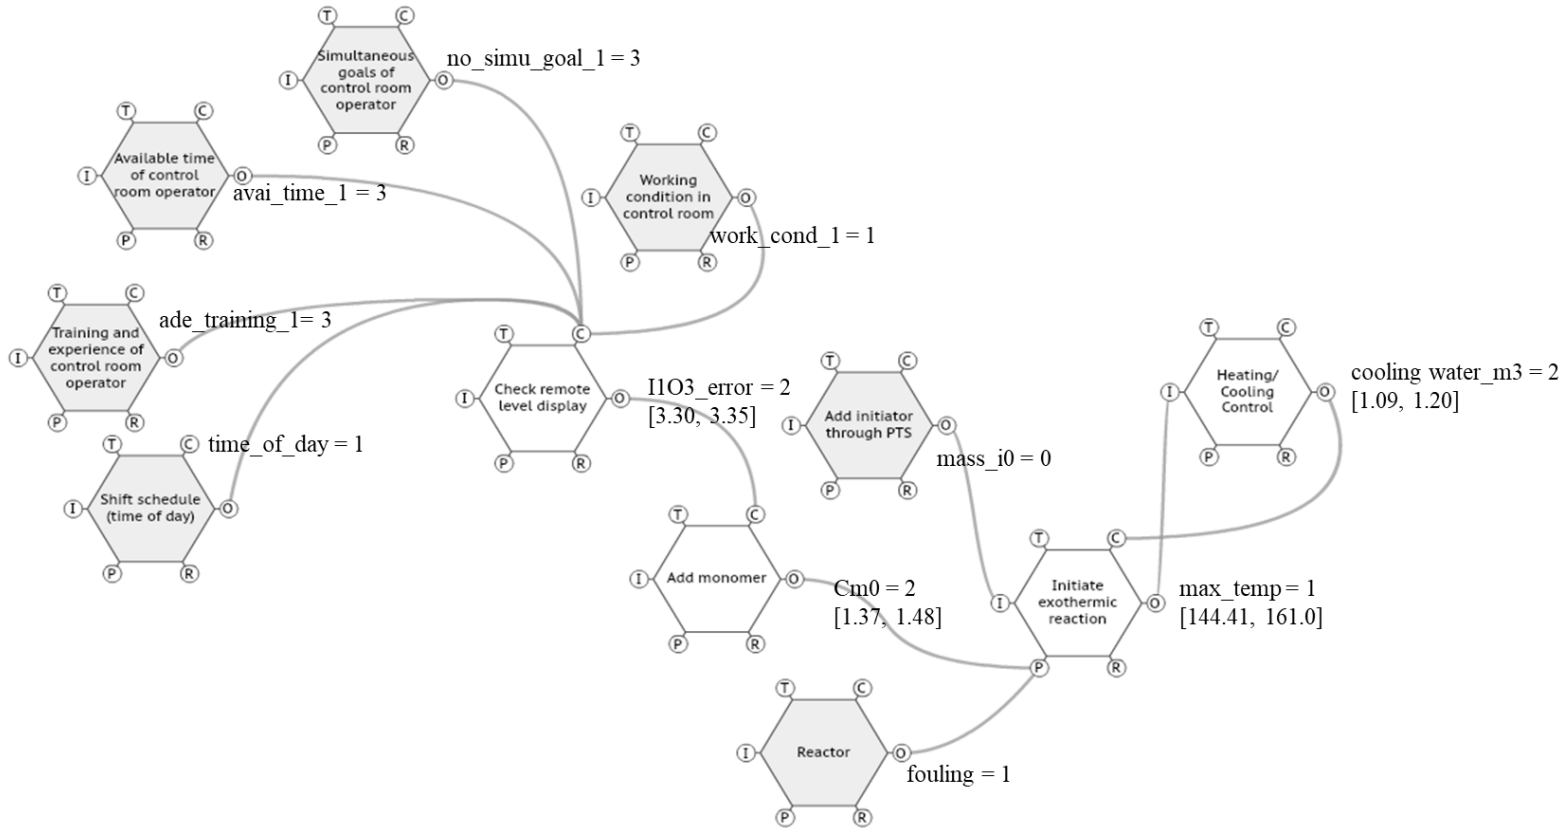 T
C
Simultaneous
goals of
control room
operator
I
O
P
R
no_simu_goal_1 = 3
T
C
Available time
of control
room operator
I
O
P
R
avai_time_1 = 3
T
C
Working
condition in
control room
I
O
P
R
work_cond_1 = 1
T
C
Training and
experience of
control room
operator
I
O
P
R
ade_training_1= 3
T
C
Shift schedule
(time of day)
I
O
P
R
time_of_day = 1
T
C
Check remote
level display
I
O
P
R
I1O3_error = 2
[3.30, 3.35]
T
C
Add initiator
through PTS
I
O
P
R
mass_i0 = 0
T
C
Heating/
Cooling
Control
I
O
P
R
cooling water_m3 = 2
[1.09, 1.20]
T
C
Add monomer
I
O
P
R
Cm0 = 2
[1.37, 1.48]
T
C
Initiate
exothermic
reaction
I
O
P
R
max_temp = 1
[144.41, 161.0]
T
C
Reactor
I
O
P
R
fouling = 1